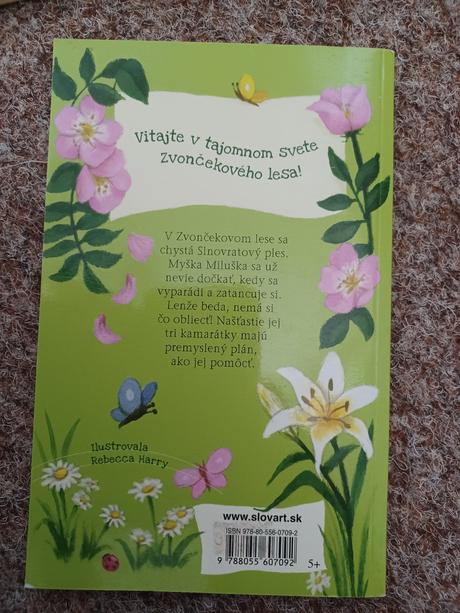 Vitajte v tajomnom svete
Zvončekového lesa!
V Zvončekovom lese sa
chystá Slnovratový ples.
Myška Miluška sa už
nevie dočkať, kedy sa
vyparádi a zatancuje si.
Lenže beda, nemá si
čo obliecť! Našťastie jej
tri kamarátky majú
premyslený plán,
ako jej pomôcť.
Ilustrovala
Rebecca Harry
www.slovart.sk
ISBN 978-80-556-0709-2
9 788055 607092
5+